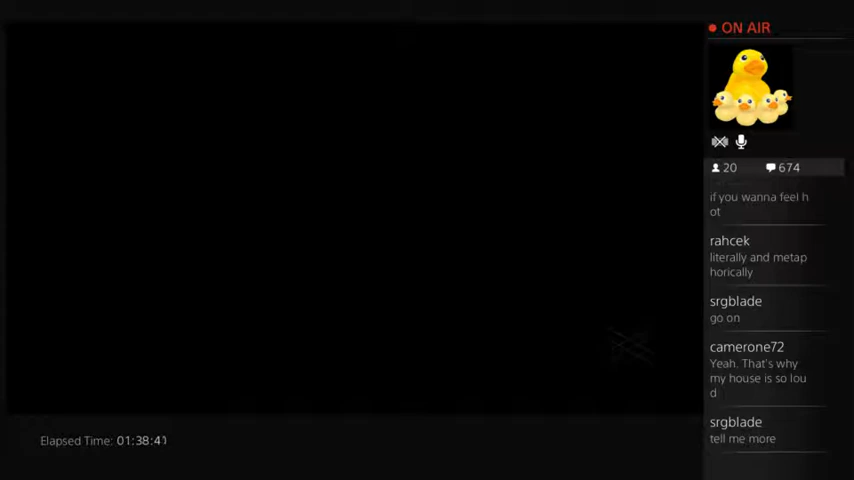 ON AIR
20 674
if you wanna feel h
ot
rahcek
literally and metap
horically
srgblade
go on
camerone72
Yeah. That's why
my house is so lou
d
srgblade
tell me more
Elapsed Time: 01:38:41